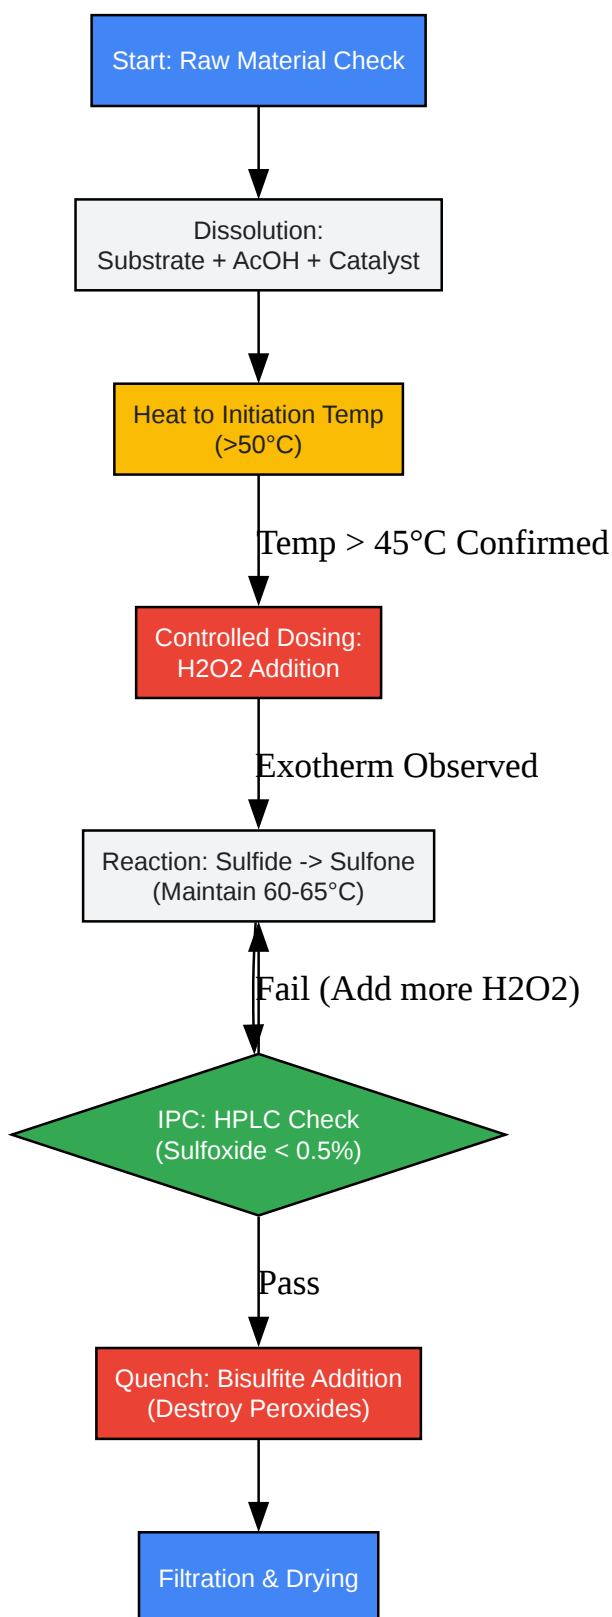 Start: Raw Material Check
Dissolution:
Substrate + AcOH + Catalyst
Heat to Initiation Temp
(>50°C)
Temp > 45°C Confirmed
Controlled Dosing:
H2O2 Addition
Exotherm Observed
Reaction: Sulfide -> Sulfone
(Maintain 60-65°C)
Fail (Add more H2O2)
IPC: HPLC Check
(Sulfoxide < 0.5%)
Pass
Quench: Bisulfite Addition
(Destroy Peroxides)
Filtration & Drying